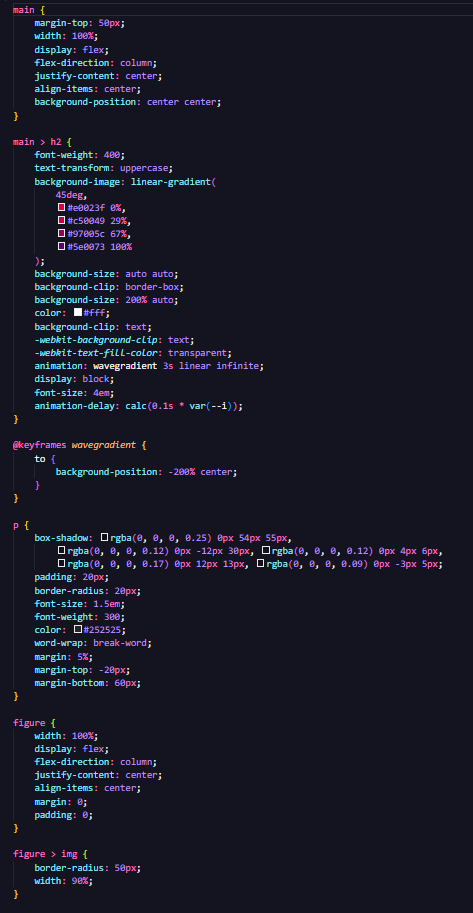 main {
    margin-top: 50px;
    width: 100%;
    display: flex;
    flex-direction: column;
    justify-content: center;
    align-items: center;
    background-position: center center;
}

main > h2 {
    font-weight: 400;
    text-transform: uppercase;
    background-image: linear-gradient(
        45deg,
        #e0023f 0%,
        #c50049 29%,
        #97005c 67%,
        #5e0073 100%
    );
    background-size: auto auto;
    background-clip: border-box;
    background-size: 200% auto;
    color: #fff;
    background-clip: text;
    -webkit-background-clip: text;
    -webkit-text-fill-color: transparent;
    animation: wavegradient 3s linear infinite;
    display: block;
    font-size: 4em;
    animation-delay: calc(0.1s * var(--i));
}

@keyframes wavegradient {
    to {
        background-position: -200% center;
    }
}

p {
    box-shadow: rgba(0, 0, 0, 0.25) 0px 54px 55px,
        rgba(0, 0, 0, 0.12) 0px -12px 30px, rgba(0, 0, 0, 0.12) 0px 4px 6px,
        rgba(0, 0, 0, 0.17) 0px 12px 13px, rgba(0, 0, 0, 0.09) 0px -3px 5px;
    padding: 20px;
    border-radius: 20px;
    font-size: 1.5em;
    font-weight: 300;
    color: #252525;
    word-wrap: break-word;
    margin: 5%;
    margin-top: -20px;
    margin-bottom: 60px;
}

figure {
    width: 100%;
    display: flex;
    flex-direction: column;
    justify-content: center;
    align-items: center;
    margin: 0;
    padding: 0;
}

figure > img {
    border-radius: 50px;
    width: 90%;
}